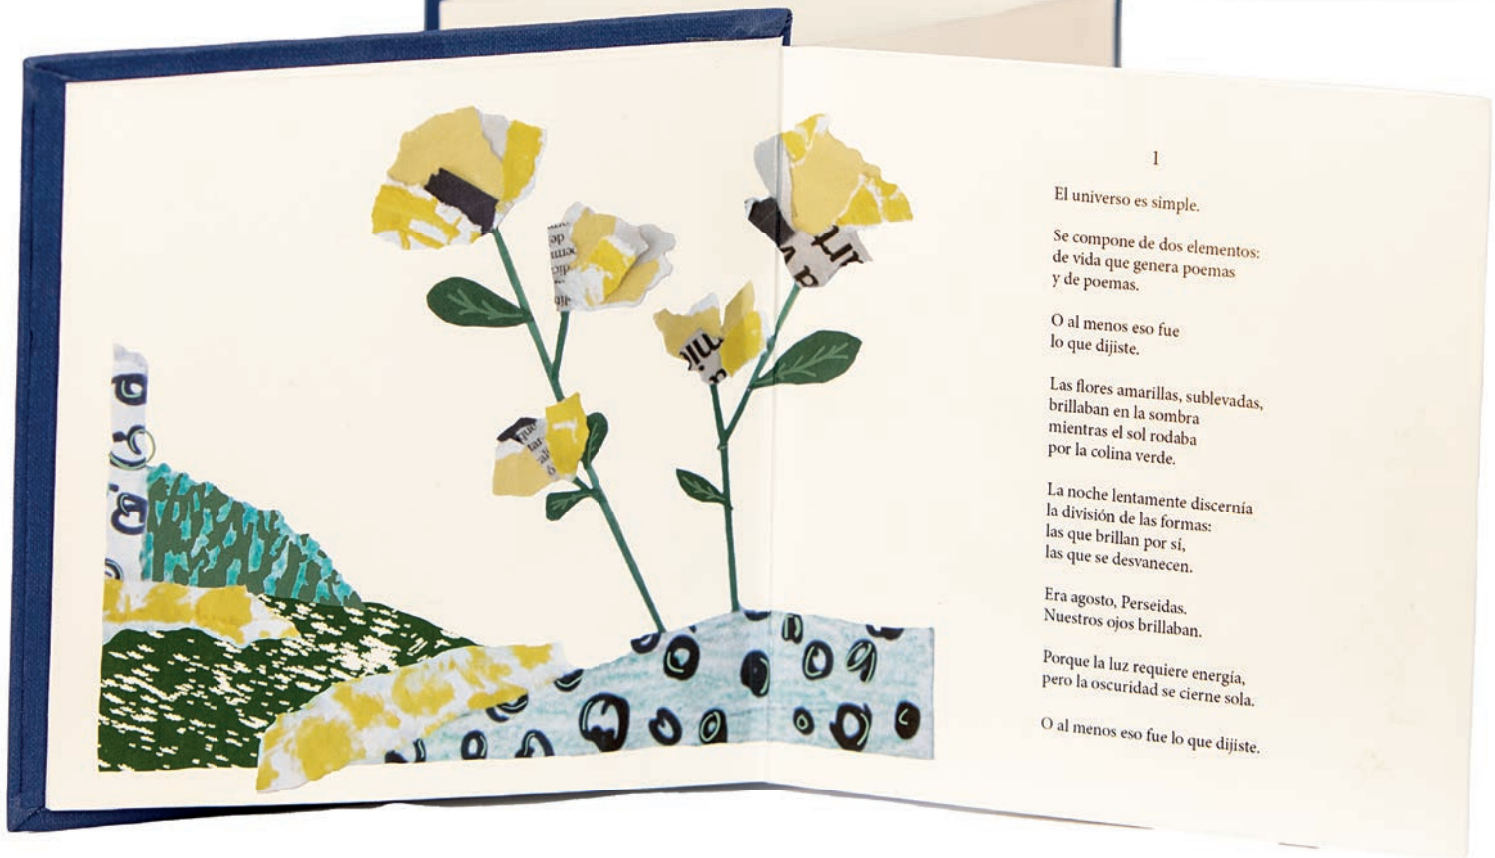 1
El universo es simple.
Se compone de dos elementos:
de vida que genera poemas
y de poemas.
O al menos eso fue
lo que dijiste.
Las flores amarillas, sublevadas,
brillaban en la sombra
mientras el sol rodaba
por la colina verde.
La noche lentamente discernía
la división de las formas:
las que brillan por sí,
las que se desvanecen.
Era agosto, Perseidas.
Nuestros ojos brillaban.
Porque la luz requiere energía,
pero la oscuridad se cierne sola.
O al menos eso fue lo que dijiste.